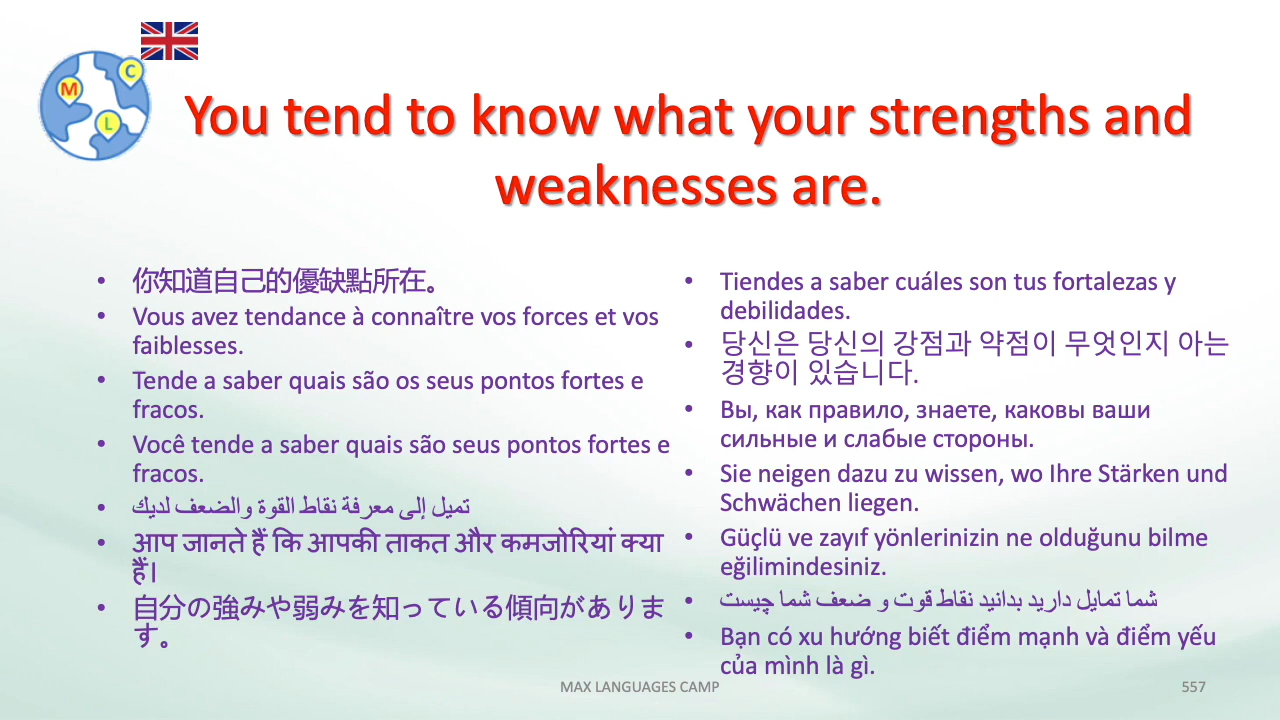 M
C
L
You tend to know what your strengths and
weaknesses are.
• 你知道自己的優缺點所在。
• Vous avez tendance à connaître vos forces et vos
faiblesses.
• Tende a saber quais são os seus pontos fortes e
fracos.
• Você tende a saber quais são seus pontos fortes e
fracos.
• تميل إلى معرفة نقاط القوة والضعف لديك
• आप जानते हैं कि आपकी ताकत और कमजोरियां क्या
हैं।
• 自分の強みや弱みを知っている傾向がありま
す。
• Tiendes a saber cuáles son tus fortalezas y
debilidades.
• 당신은 당신의 강점과 약점이 무엇인지 아는
경향이 있습니다.
• Вы, как правило, знаете, каковы ваши
сильные и слабые стороны.
• Sie neigen dazu zu wissen, wo Ihre Stärken und
Schwächen liegen.
• Güçlü ve zayıf yönlerinizin ne olduğunu bilme
eğilimindesiniz.
• شما تمایل دارید بدانید نقاط قوت و ضعف شما چیست
• Bạn có xu hướng biết điểm mạnh và điểm yếu
của mình là gì.
MAX LANGUAGES CAMP
557